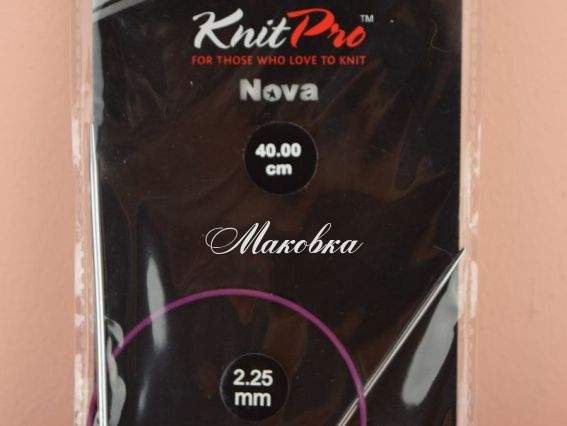 KnitPro™
FOR THOSE WHO LOVE TO KNIT
Nova
40.00
cm
Маковка
2.25
mm